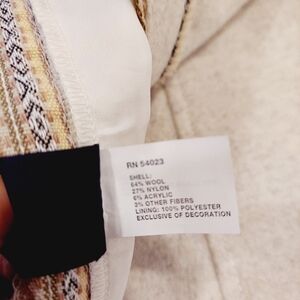 RN 54023
SHELL:
64% WOOL
27% NYLON
6% ACRYLIC
3% OTHER FIBERS
LINING: 100% POLYESTER
EXCLUSIVE OF DECORATION